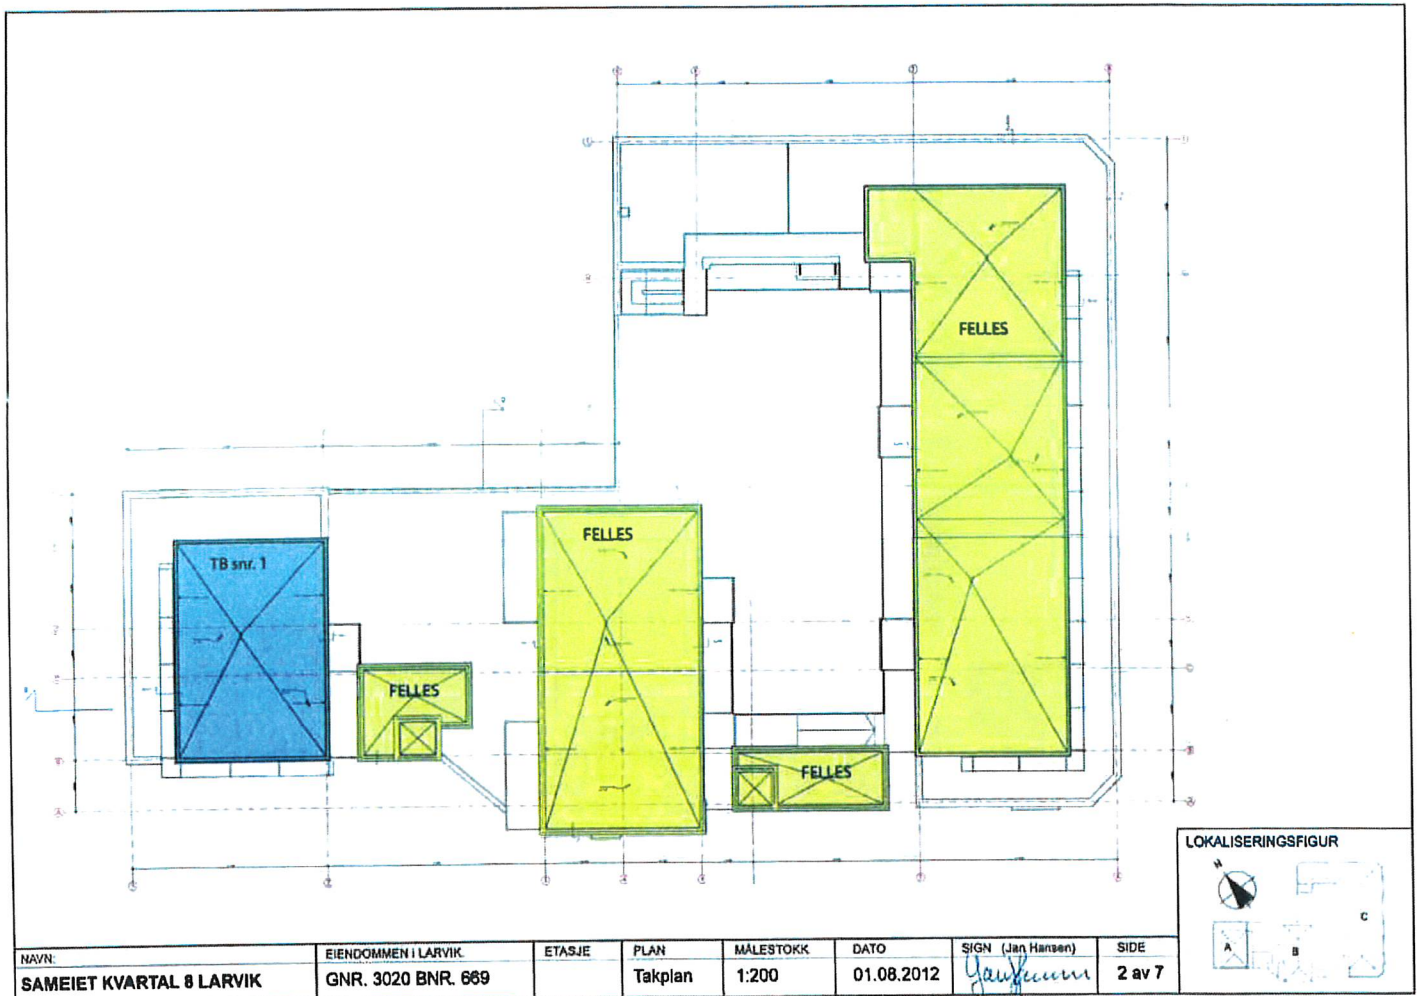 FELLES
FELLES
TB snr. 1
FELLES
FELLES
LOKALISERINGSFIGUR
N
C
A
B
NAVN:
SAMEIET KVARTAL 8 LARVIK
EIENDOMMEN I LARVIK
GNR. 3020 BNR. 669
ETASJE
PLAN
Takplan
MÅLESTOKK
1:200
DATO
01.08.2012
SIGN (Jan Hansen)
SIDE
2 av 7